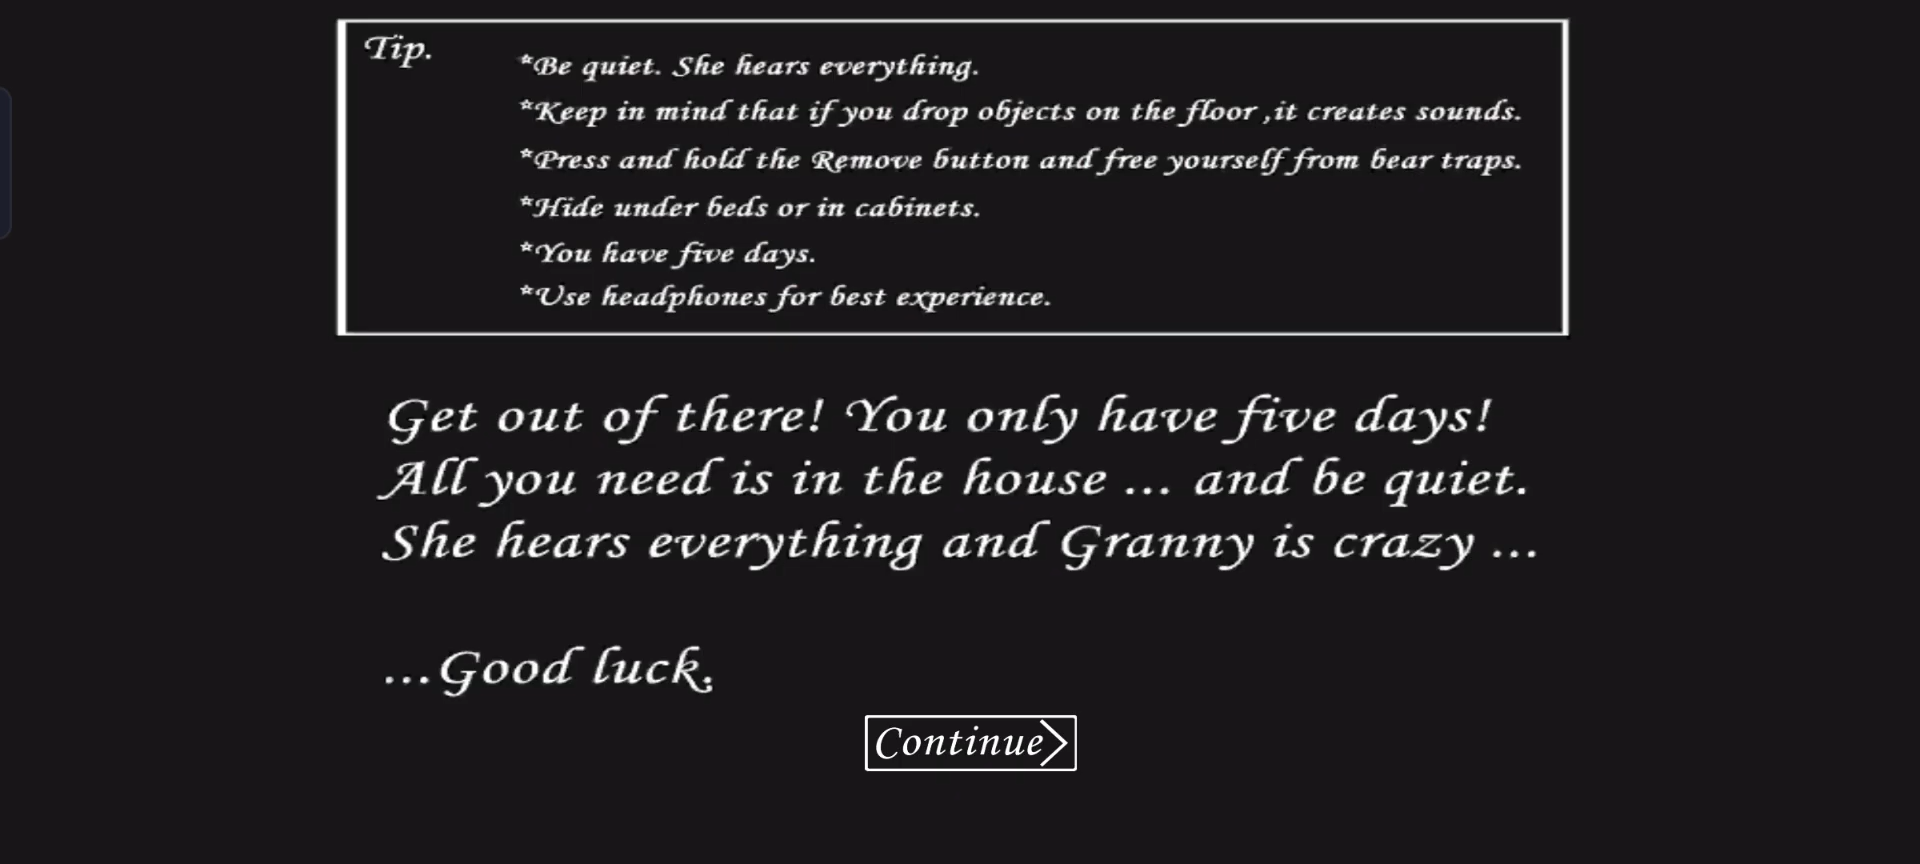 Tip.
*Be quiet. She hears everything.
*Keep in mind that if you drop objects on the floor ,it creates sounds.
*Press and hold the Remove button and free yourself from bear traps.
*Hide under beds or in cabinets.
*You have five days.
*Use headphones for best experience.
Get out of there! You only have five days!
All you need is in the house ... and be quiet.
She hears everything and Granny is crazy ...
...Good luck.
Continue